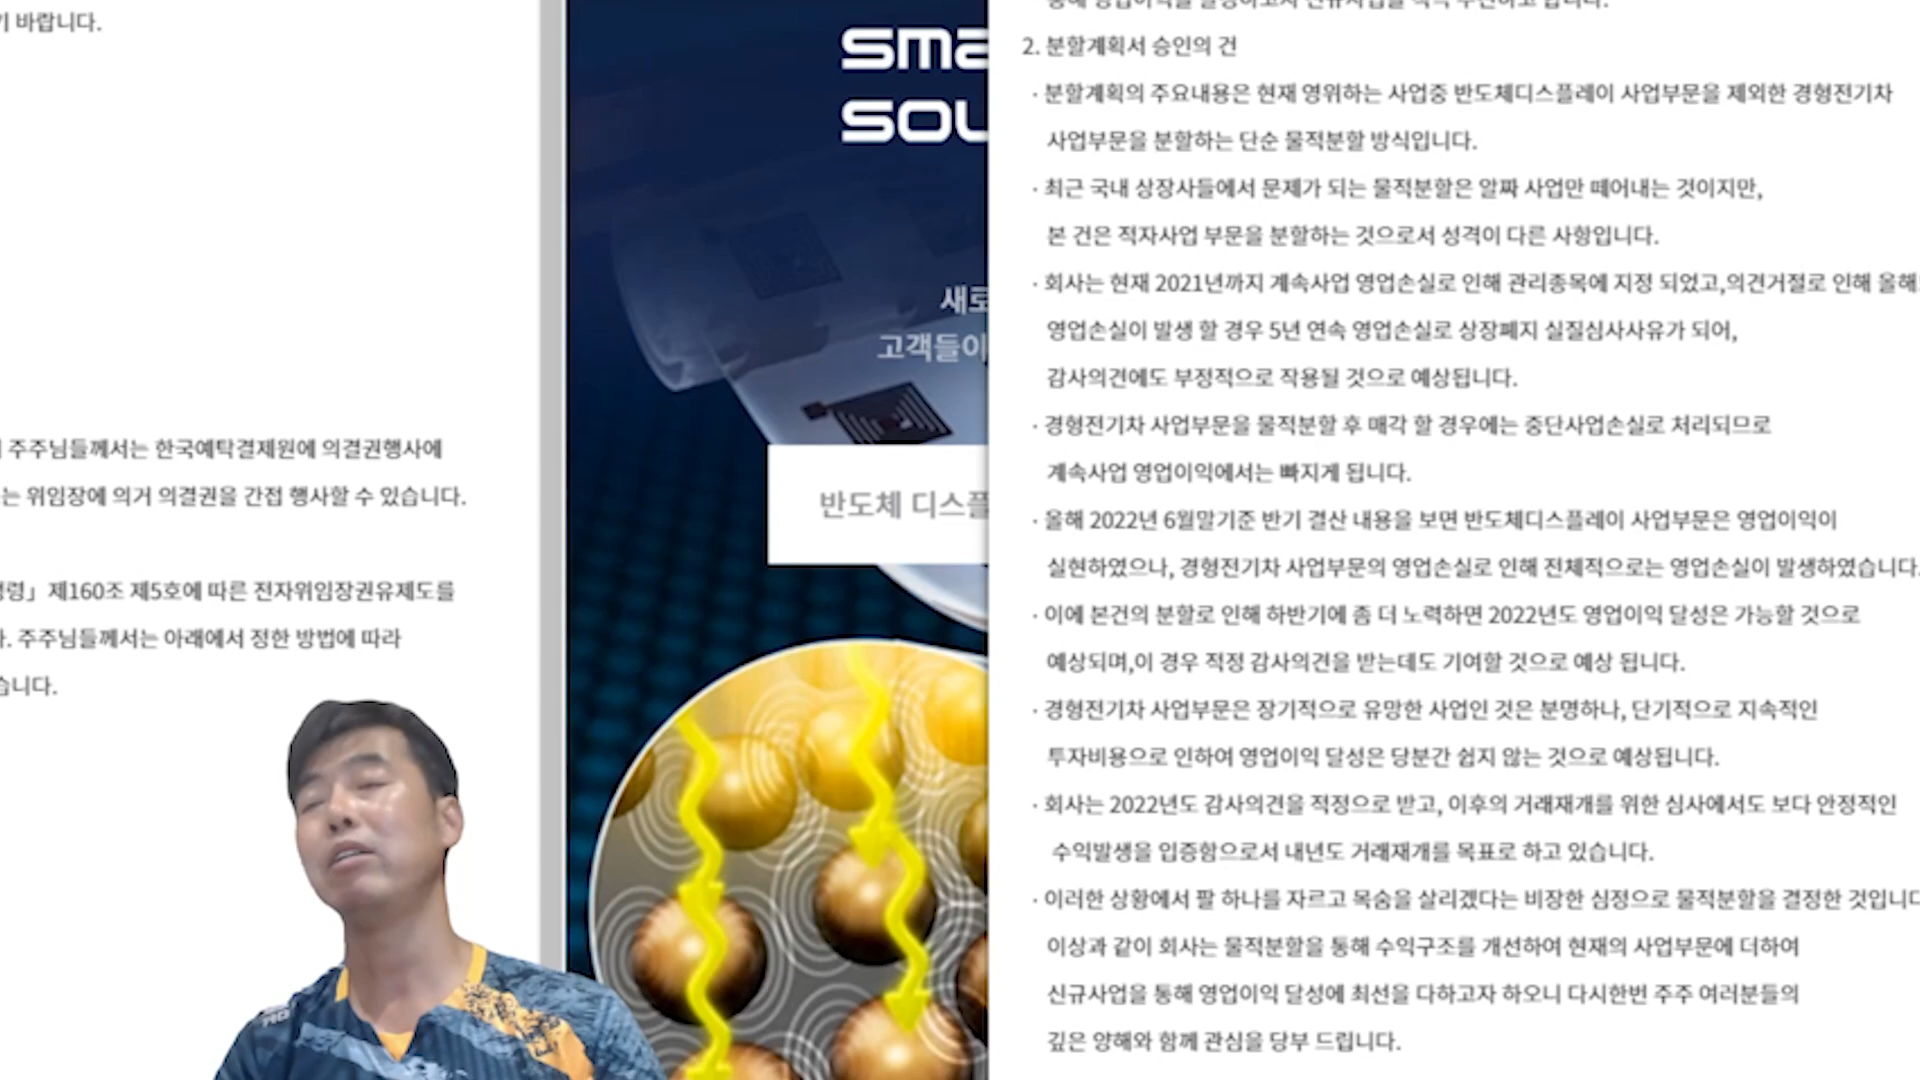 기 바랍니다.
주주님들께서는 한국예탁결제원에 의결권행사에
는 위임장에 의거 의결권을 간접 행사할 수 있습니다.
령」 제160조 제5호에 따른 전자위임장권유제도를
. 주주님들께서는 아래에서 정한 방법에 따라
습니다.
sma
sou
새로
고객들이
반도체 디스플
2. 분할계획서 승인의 건
· 분할계획의 주요내용은 현재 영위하는 사업중 반도체디스플레이 사업부문을 제외한 경형전기차
사업부문을 분할하는 단순 물적분할 방식입니다.
· 최근 국내 상장사들에서 문제가 되는 물적분할은 알짜 사업만 떼어내는 것이지만,
본 건은 적자사업 부문을 분할하는 것으로서 성격이 다른 사항입니다.
· 회사는 현재 2021년까지 계속사업 영업손실로 인해 관리종목에 지정 되었고,의견거절로 인해 올해
영업손실이 발생 할 경우 5년 연속 영업손실로 상장폐지 실질심사사유가 되어,
감사의견에도 부정적으로 작용될 것으로 예상됩니다.
· 경형전기차 사업부문을 물적분할 후 매각 할 경우에는 중단사업손실로 처리되므로
계속사업 영업이익에서는 빠지게 됩니다.
· 올해 2022년 6월말기준 반기 결산 내용을 보면 반도체디스플레이 사업부문은 영업이익이
실현하였으나, 경형전기차 사업부문의 영업손실로 인해 전체적으로는 영업손실이 발생하였습니다.
· 이에 본건의 분할로 인해 하반기에 좀 더 노력하면 2022년도 영업이익 달성은 가능할 것으로
예상되며,이 경우 적정 감사의견을 받는데도 기여할 것으로 예상 됩니다.
· 경형전기차 사업부문은 장기적으로 유망한 사업인 것은 분명하나, 단기적으로 지속적인
투자비용으로 인하여 영업이익 달성은 당분간 쉽지 않는 것으로 예상됩니다.
· 회사는 2022년도 감사의견을 적정으로 받고, 이후의 거래재개를 위한 심사에서도 보다 안정적인
수익발생을 입증함으로서 내년도 거래재개를 목표로 하고 있습니다.
· 이러한 상황에서 팔 하나를 자르고 목숨을 살리겠다는 비장한 심정으로 물적분할을 결정한 것입니다
이상과 같이 회사는 물적분할을 통해 수익구조를 개선하여 현재의 사업부문에 더하여
신규사업을 통해 영업이익 달성에 최선을 다하고자 하오니 다시한번 주주 여러분들의
깊은 양해와 함께 관심을 당부 드립니다.